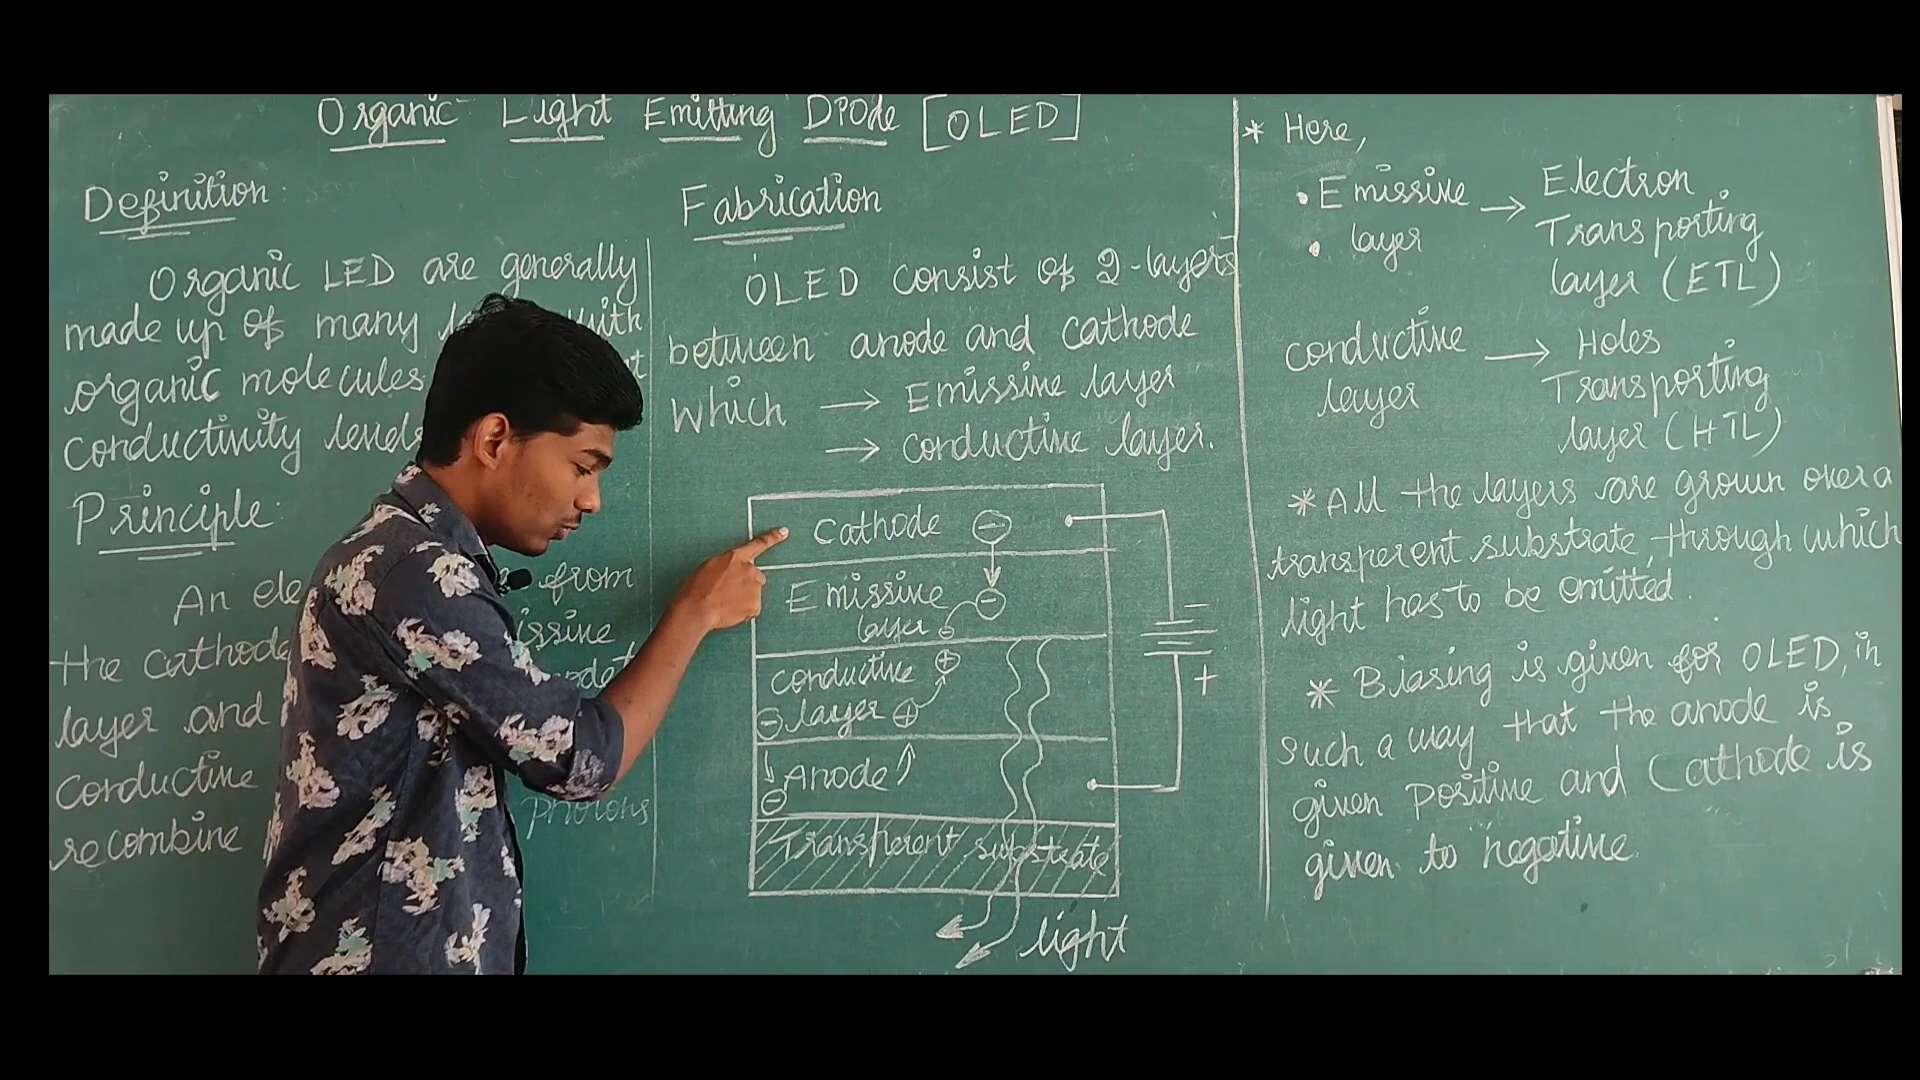 Organic Light Emitting Diode [OLED]
Definition:
Organic LED are generally
made up of many with
organic molecules
conductivity levels
Principle:
An from
the cathode
layer and
conductive
recombine photons
Fabrication
OLED consist of 2-layers
between anode and cathode
which → Emissive layer
→ conductive layer.
Cathode -
Emissive -
layer -
conductive +
- layer +
Anode
-
Transperent substrate
light
-
+
* Here,
• Emissive → Electron
• layer Transporting
layer (ETL)
conductive → Holes
layer Transporting
layer (HTL)
* All the layers are grown over a
transperent substrate, through which
light has to be omitted.
* Biasing is given for OLED, in
such a way that the anode is
given positive and Cathode is
given to negative